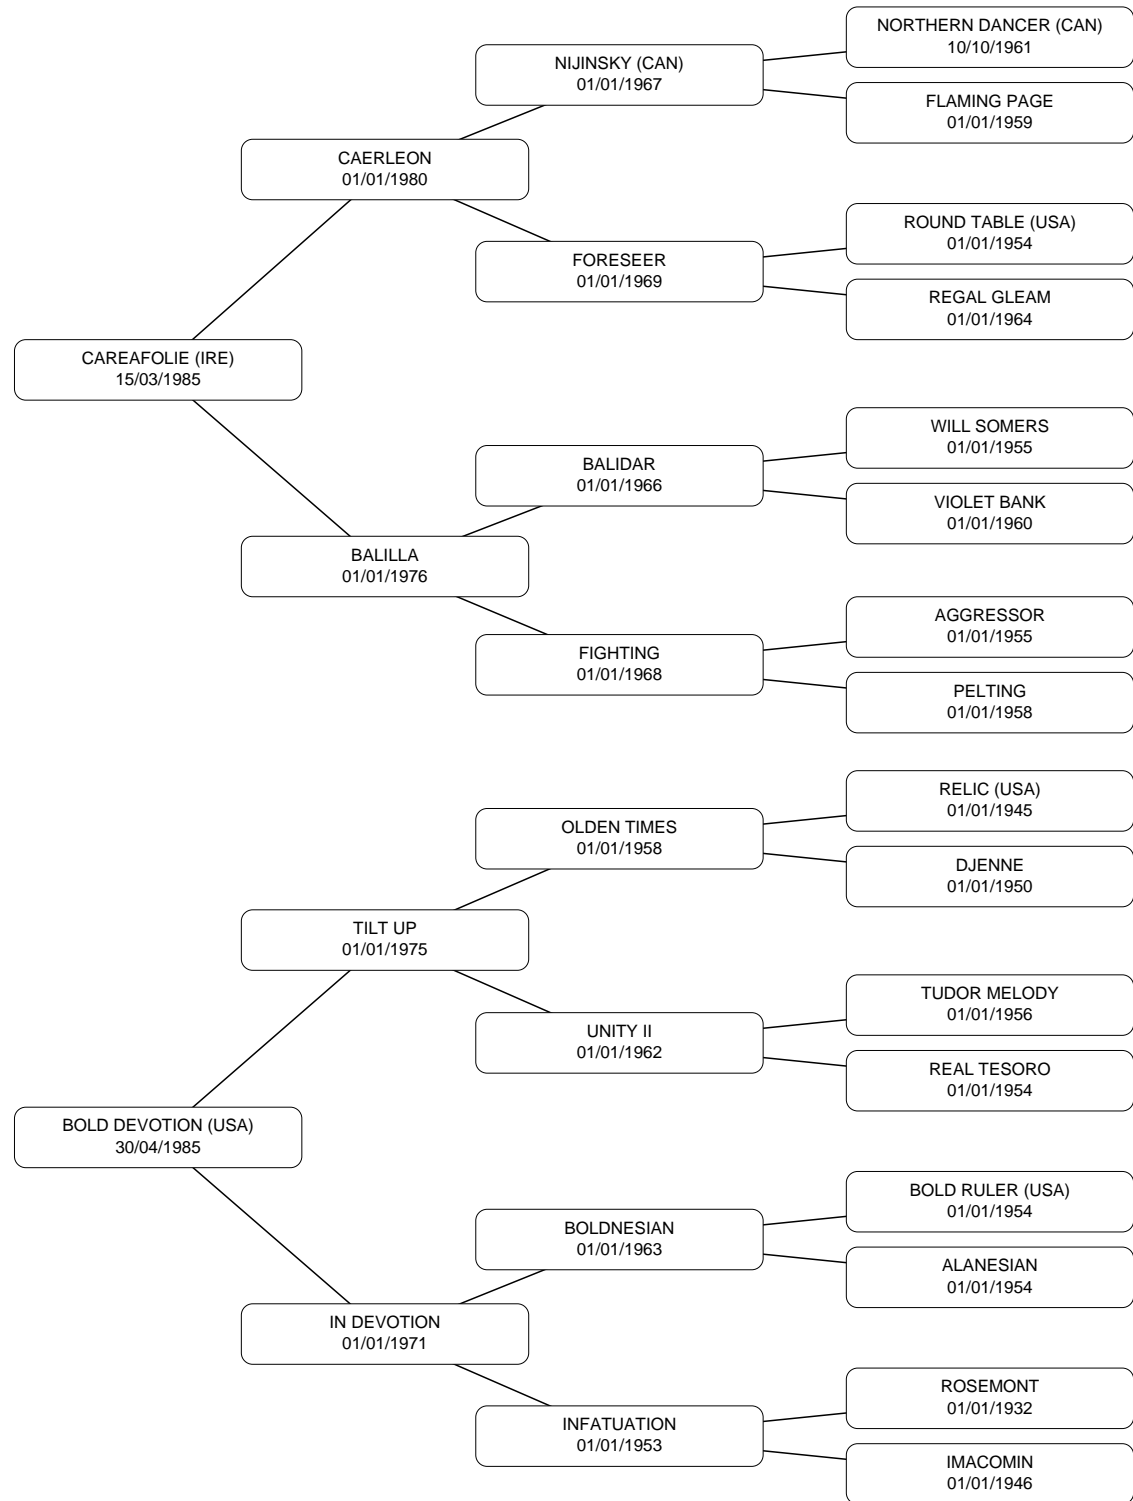 NORTHERN DANCER (CAN)
10/10/1961
NIJINSKY (CAN)
01/01/1967
FLAMING PAGE
01/01/1959
CAERLEON
01/01/1980
ROUND TABLE (USA)
01/01/1954
FORESEER
01/01/1969
REGAL GLEAM
01/01/1964
CAREAFOLIE (IRE)
15/03/1985
WILL SOMERS
01/01/1955
BALIDAR
01/01/1966
VIOLET BANK
01/01/1960
BALILLA
01/01/1976
AGGRESSOR
01/01/1955
FIGHTING
01/01/1968
PELTING
01/01/1958
RELIC (USA)
01/01/1945
OLDEN TIMES
01/01/1958
DJENNE
01/01/1950
TILT UP
01/01/1975
TUDOR MELODY
01/01/1956
UNITY II
01/01/1962
REAL TESORO
01/01/1954
BOLD DEVOTION (USA)
30/04/1985
BOLD RULER (USA)
01/01/1954
BOLDNESIAN
01/01/1963
ALANESIAN
01/01/1954
IN DEVOTION
01/01/1971
ROSEMONT
01/01/1932
INFATUATION
01/01/1953
IMACOMIN
01/01/1946